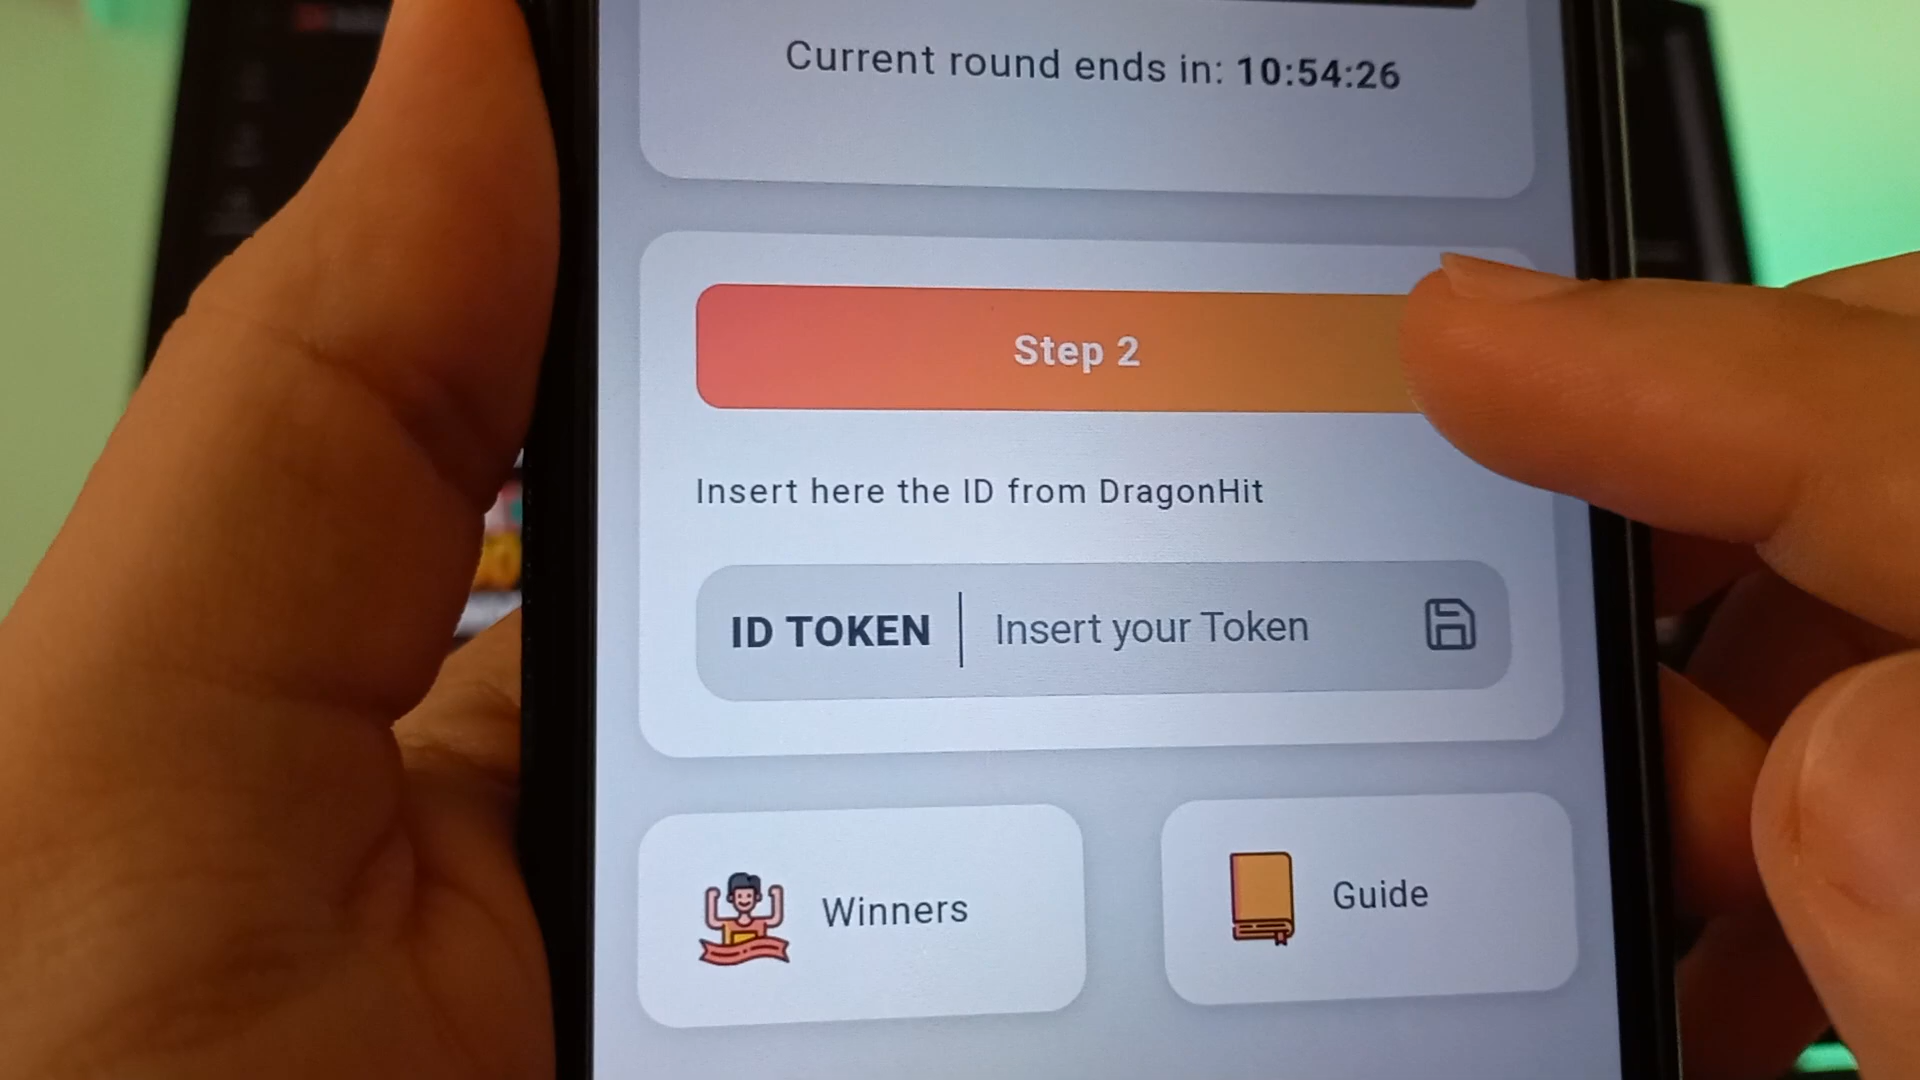 Current round ends in: 10:54:26
Step 2
Insert here the ID from DragonHit
ID TOKEN
Insert your Token
Winners
Guide